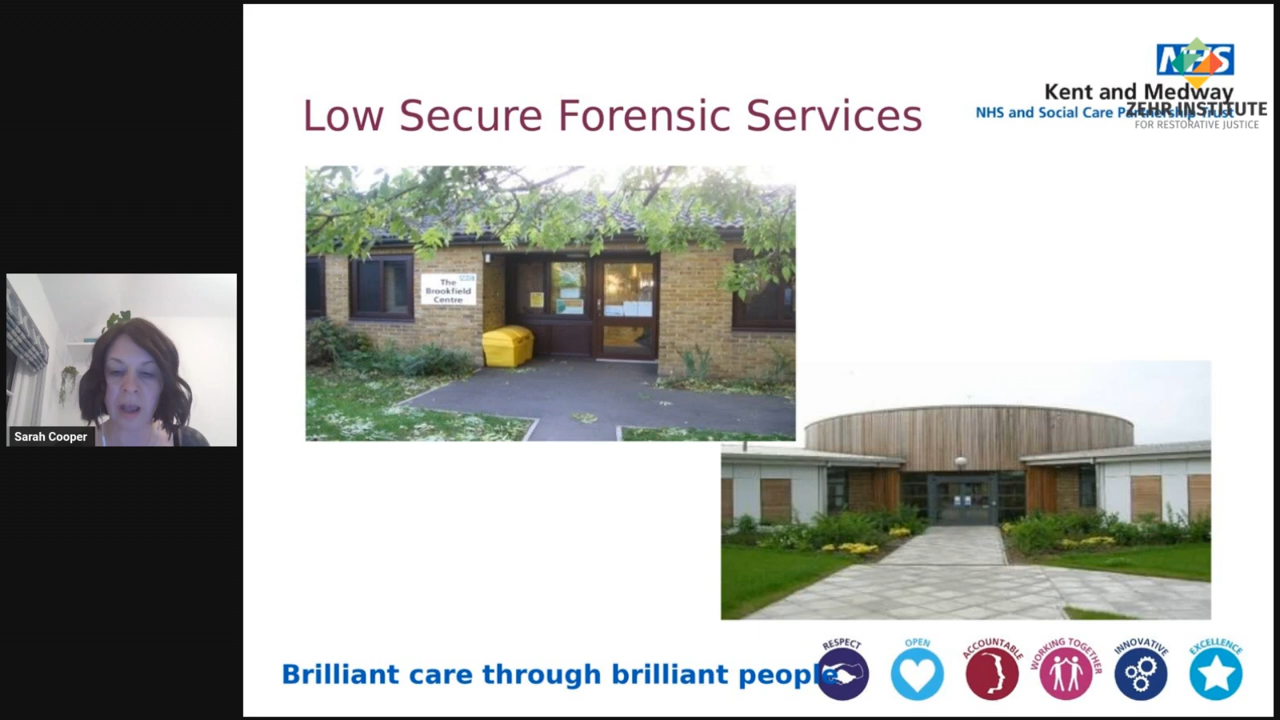 Low Secure Forensic Services
NHS
Kent and Medway
NHS and Social Care Partnership Trust
ZEHR INSTITUTE
FOR RESTORATIVE JUSTICE
The
Brookfield
Centre
Sarah Cooper
Brilliant care through brilliant people
RESPECT
OPEN
ACCOUNTABLE
WORKING TOGETHER
INNOVATIVE
EXCELLENCE